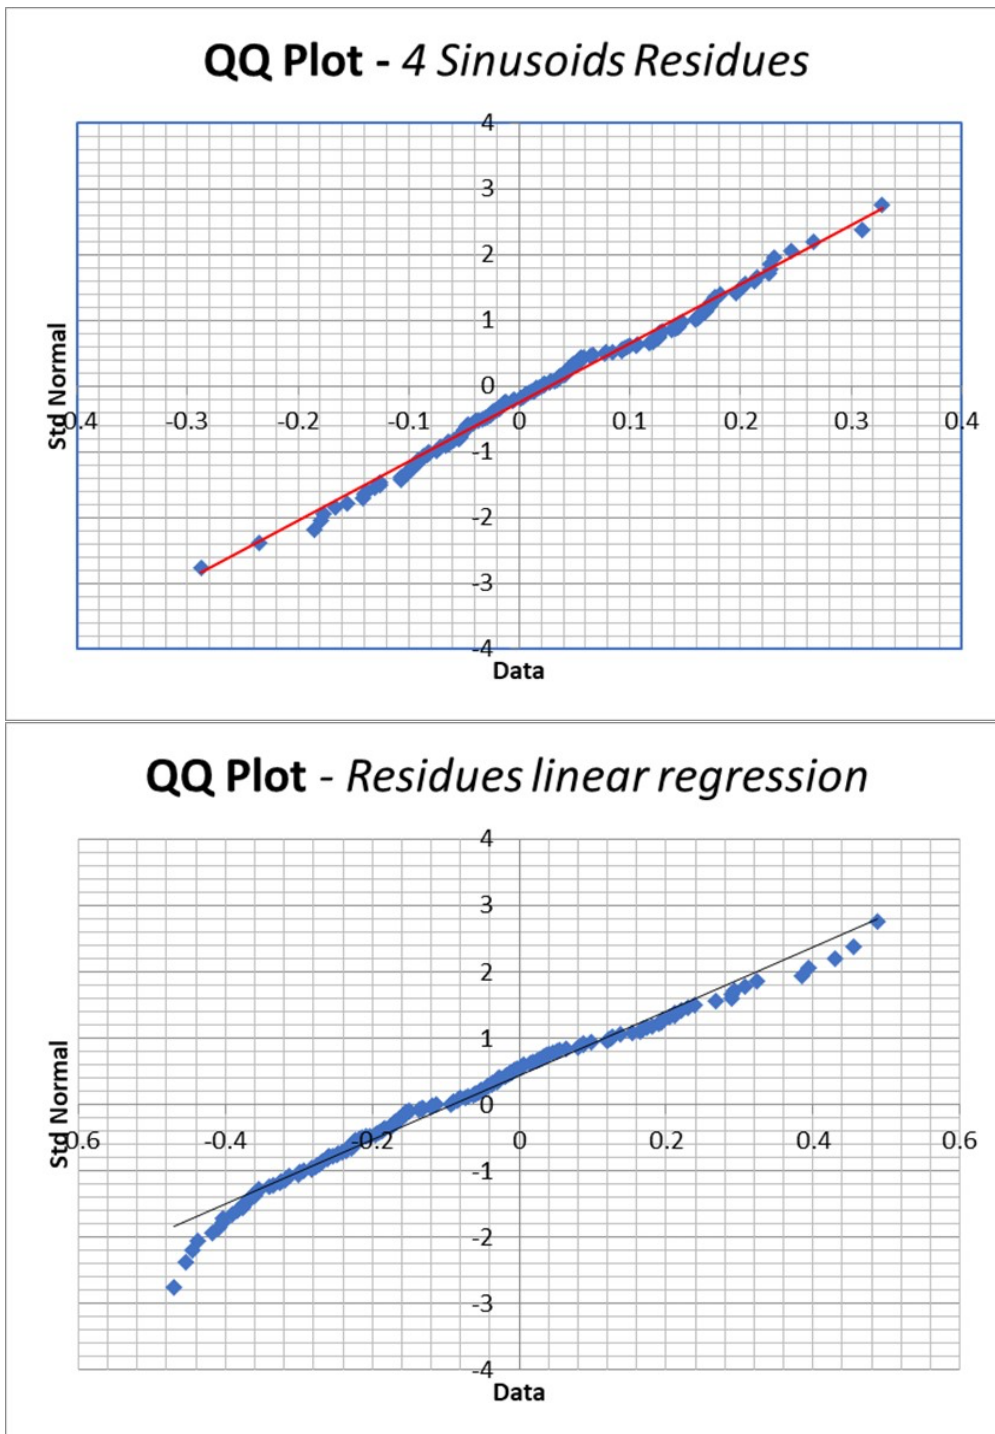 QQ Plot - 4 Sinusoids Residues
4
3
2
1
0
-0.4 -0.3 -0.2 -0.1 0 0.1 0.2 0.3 0.4
-1
-2
-3
-4
Std Normal
Data
QQ Plot - Residues linear regression
4
3
2
1
0
-0.6 -0.4 -0.2 0 0.2 0.4 0.6
-1
-2
-3
-4
Std Normal
Data